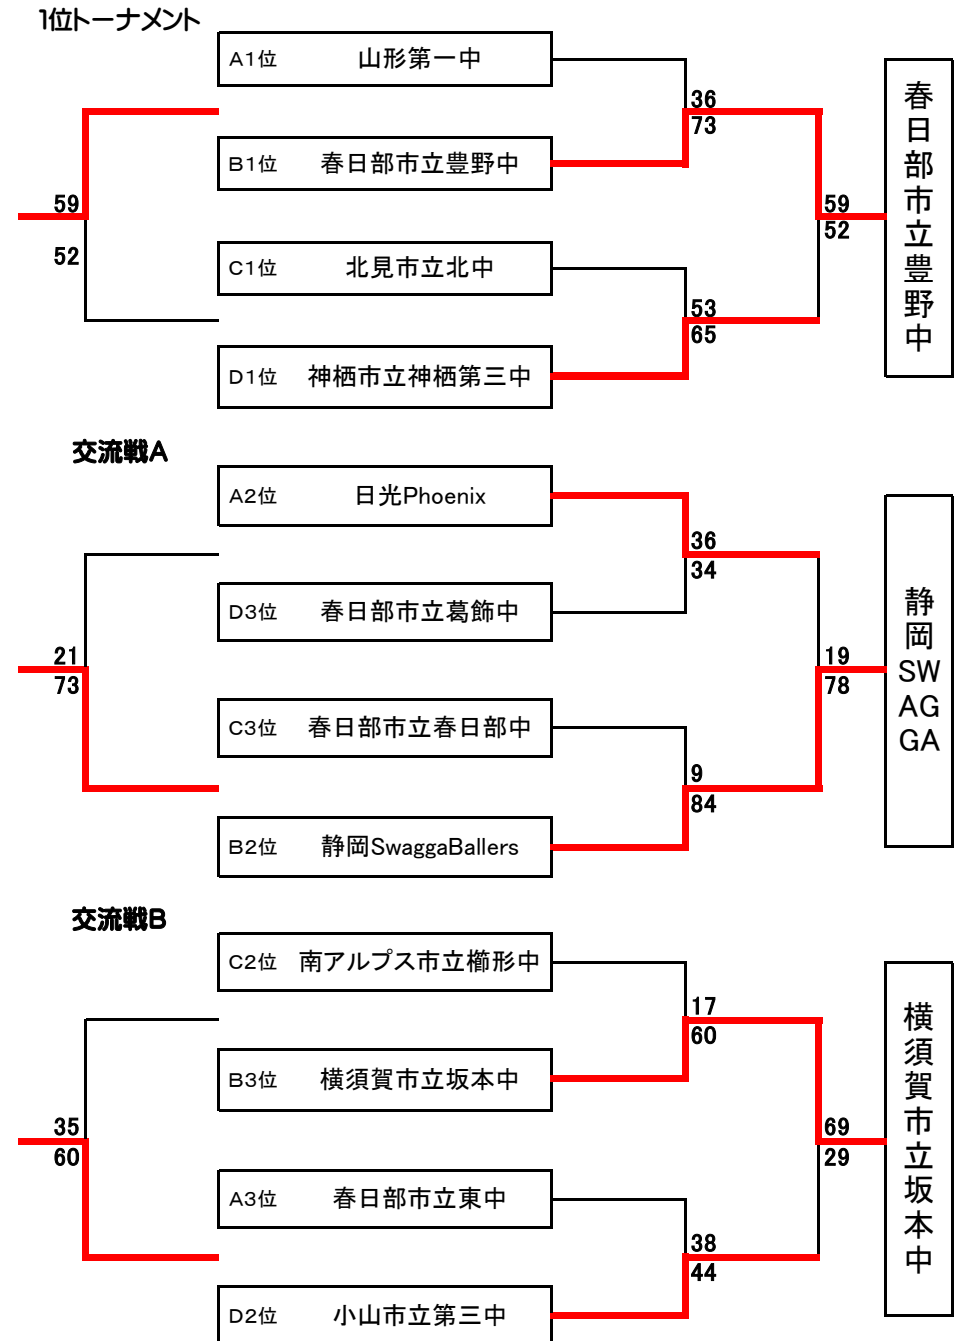 1位トーナメント
A1位 山形第一中
36
73
B1位 春日部市立豊野中
59
52
59
52
C1位 北見市立北中
53
65
D1位 神栖市立神栖第三中
春日部市立豊野中
交流戦A
A2位 日光Phoenix
36
34
D3位 春日部市立葛飾中
21
73
19
78
C3位 春日部市立春日部中
9
84
B2位 静岡SwaggaBallers
静岡SWAGGA
交流戦B
C2位 南アルプス市立櫛形中
17
60
B3位 横須賀市立坂本中
35
60
69
29
A3位 春日部市立東中
38
44
D2位 小山市立第三中
横須賀市立坂本中